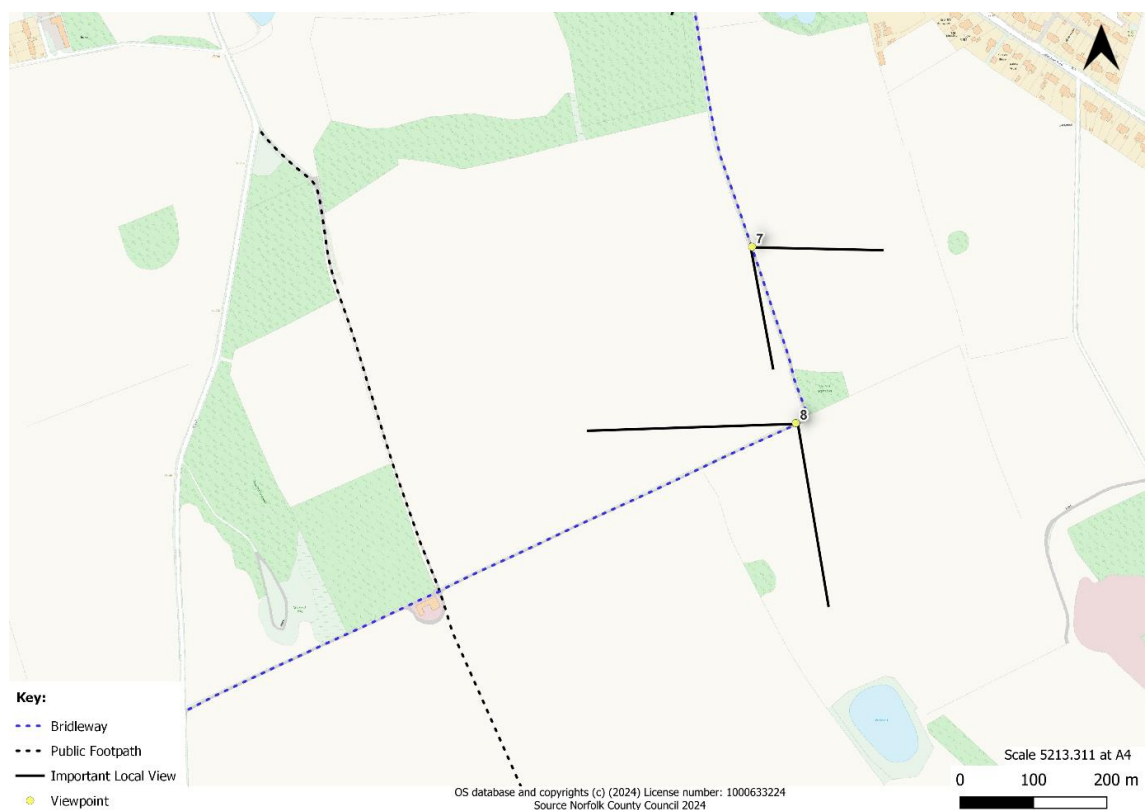 7
8
Key:
Bridleway
Public Footpath
Important Local View
Viewpoint
Scale 5213.311 at A4
0 100 200 m
OS database and copyrights (c) (2024) License number: 1000633224
Source Norfolk County Council 2024